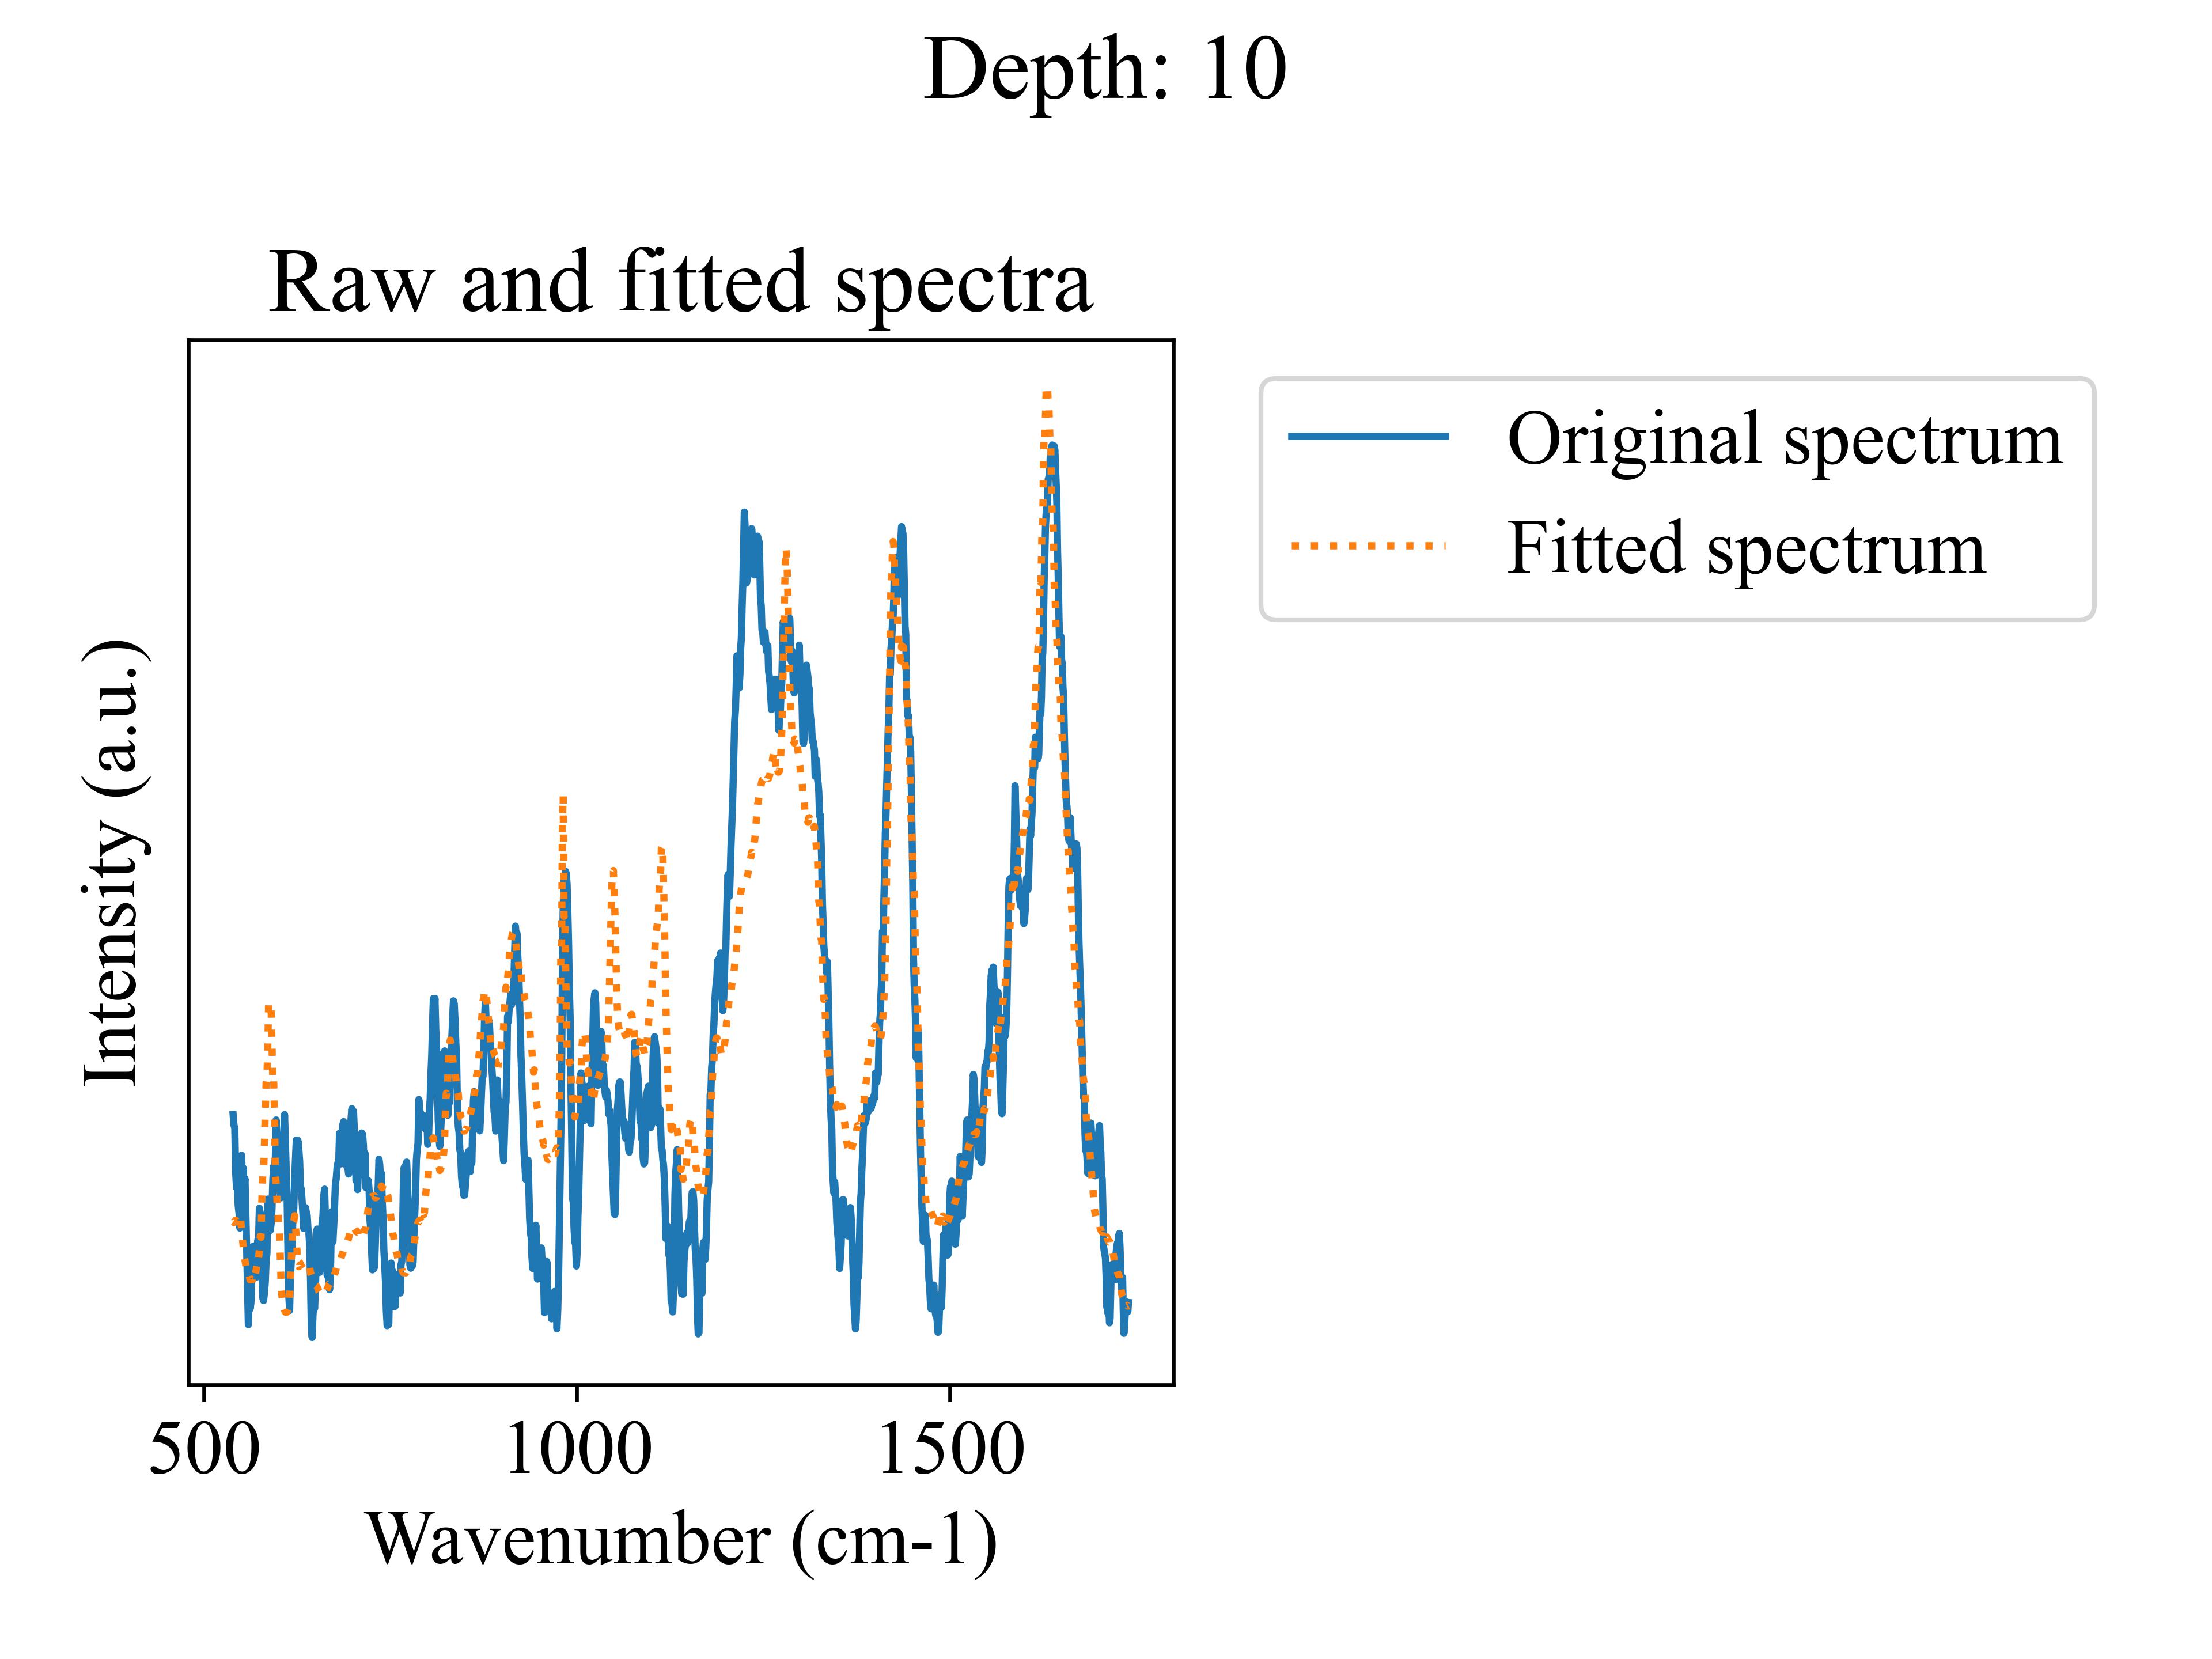 Depth: 10
Raw and fitted spectra
Original spectrum
Fitted spectrum
Intensity (a.u.)
500 1000 1500
Wavenumber (cm-1)